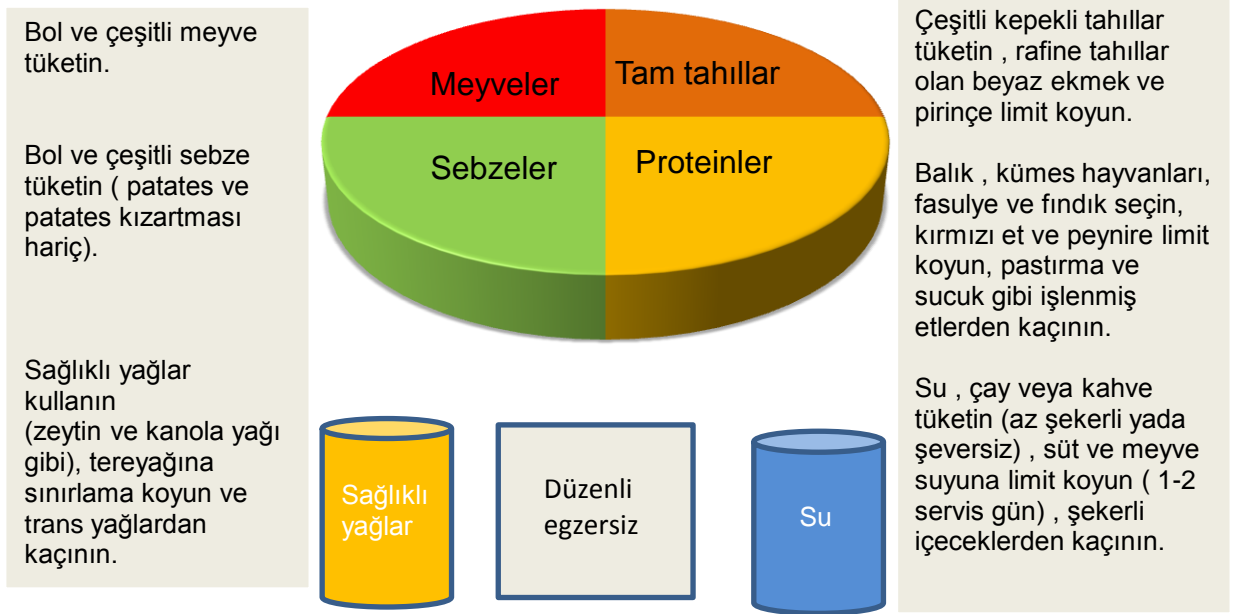 Bol ve çeşitli meyve
tüketin.
Bol ve çeşitli sebze
tüketin ( patates ve
patates kızartması
hariç).
Sağlıklı yağlar
kullanın
(zeytin ve kanola yağı
gibi), tereyağına
sınırlama koyun ve
trans yağlardan
kaçının.
Meyveler
Tam tahıllar
Sebzeler
Proteinler
Sağlıklı
yağlar
Düzenli
egzersiz
Su
Çeşitli kepekli tahıllar
tüketin , rafine tahıllar
olan beyaz ekmek ve
pirinçe limit koyun.
Balık , kümes hayvanları,
fasulye ve fındık seçin,
kırmızı et ve peynire limit
koyun, pastırma ve
sucuk gibi işlenmiş
etlerden kaçının.
Su , çay veya kahve
tüketin (az şekerli yada
şeversiz) , süt ve meyve
suyuna limit koyun ( 1-2
servis gün) , şekerli
içeceklerden kaçının.